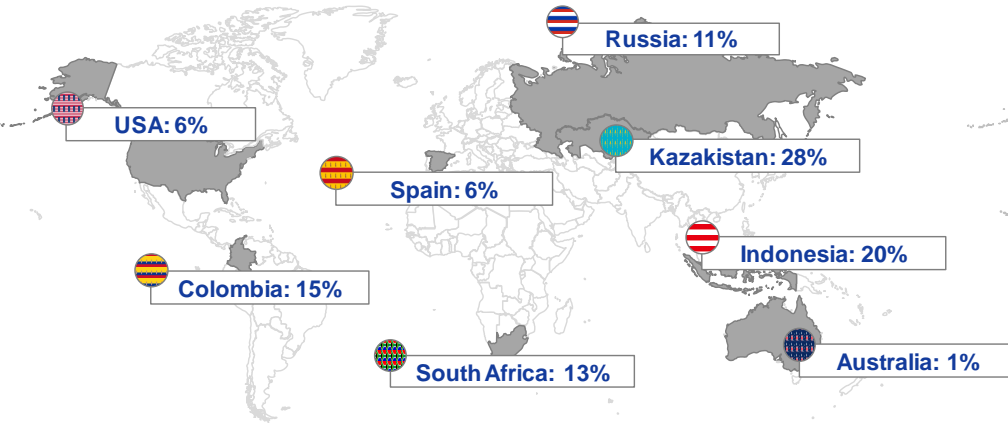 Russia: 11%
USA: 6%
Kazakistan: 28%
Spain: 6%
Indonesia: 20%
Colombia: 15%
South Africa: 13%
Australia: 1%